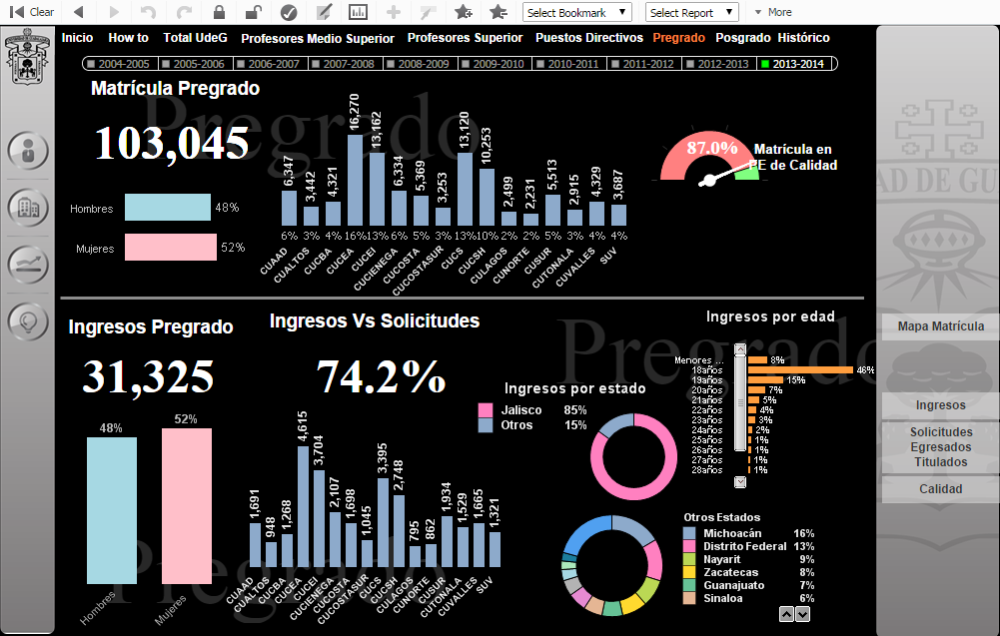 Clear
Select Bookmark
Select Report
More
Inicio How to Total UdeG Profesores Medio Superior Profesores Superior Puestos Directivos Pregrado Posgrado Histórico
2004-2005 2005-2006 2006-2007 2007-2008 2008-2009 2009-2010 2010-2011 2011-2012 2012-2013 2013-2014
Matrícula Pregrado
Pregrado
103,045
Hombres 48%
Mujeres 52%
6,347 3,442 4,321 16,270 13,162 6,334 5,369 3,253 13,120 10,253 2,499 2,231 5,513 2,915 4,329 3,687
6% 3% 4% 16% 13% 6% 5% 3% 13% 10% 2% 2% 5% 3% 4% 4%
CUAAD CUALTOS CUCBA CUCEA CUCEI CUCIENEGA CUCOSTA CUCOSTASUR CUCS CUCSH CULAGOS CUNORTE CUSUR CUTONALA CUVALLES SUV
87.0%
Matrícula en
PE de Calidad
AD DE GU
Mapa Matrícula
Ingresos
Solicitudes
Egresados
Titulados
Calidad
Ingresos Pregrado
31,325
48%
52%
Hombres
Mujeres
Pregrado
Ingresos Vs Solicitudes
74.2%
1,691 948 1,268 4,615 3,704 2,107 1,698 1,045 3,395 2,748 795 862 1,934 1,529 1,665 1,321
CUAAD CUALTOS CUCBA CUCEA CUCEI CUCIENEGA CUCOSTA CUCOSTASUR CUCS CUCSH CULAGOS CUNORTE CUSUR CUTONALA CUVALLES SUV
Pregrado
Ingresos por estado
Jalisco 85%
Otros 15%
Ingresos por edad
Menores ... 8%
18años 46%
19años 15%
20años 7%
21años 5%
22años 4%
23años 3%
24años 2%
25años 1%
26años 1%
27años 1%
28años 1%
Otros Estados
Michoacán 16%
Distrito Federal 13%
Nayarit 9%
Zacatecas 8%
Guanajuato 7%
Sinaloa 6%